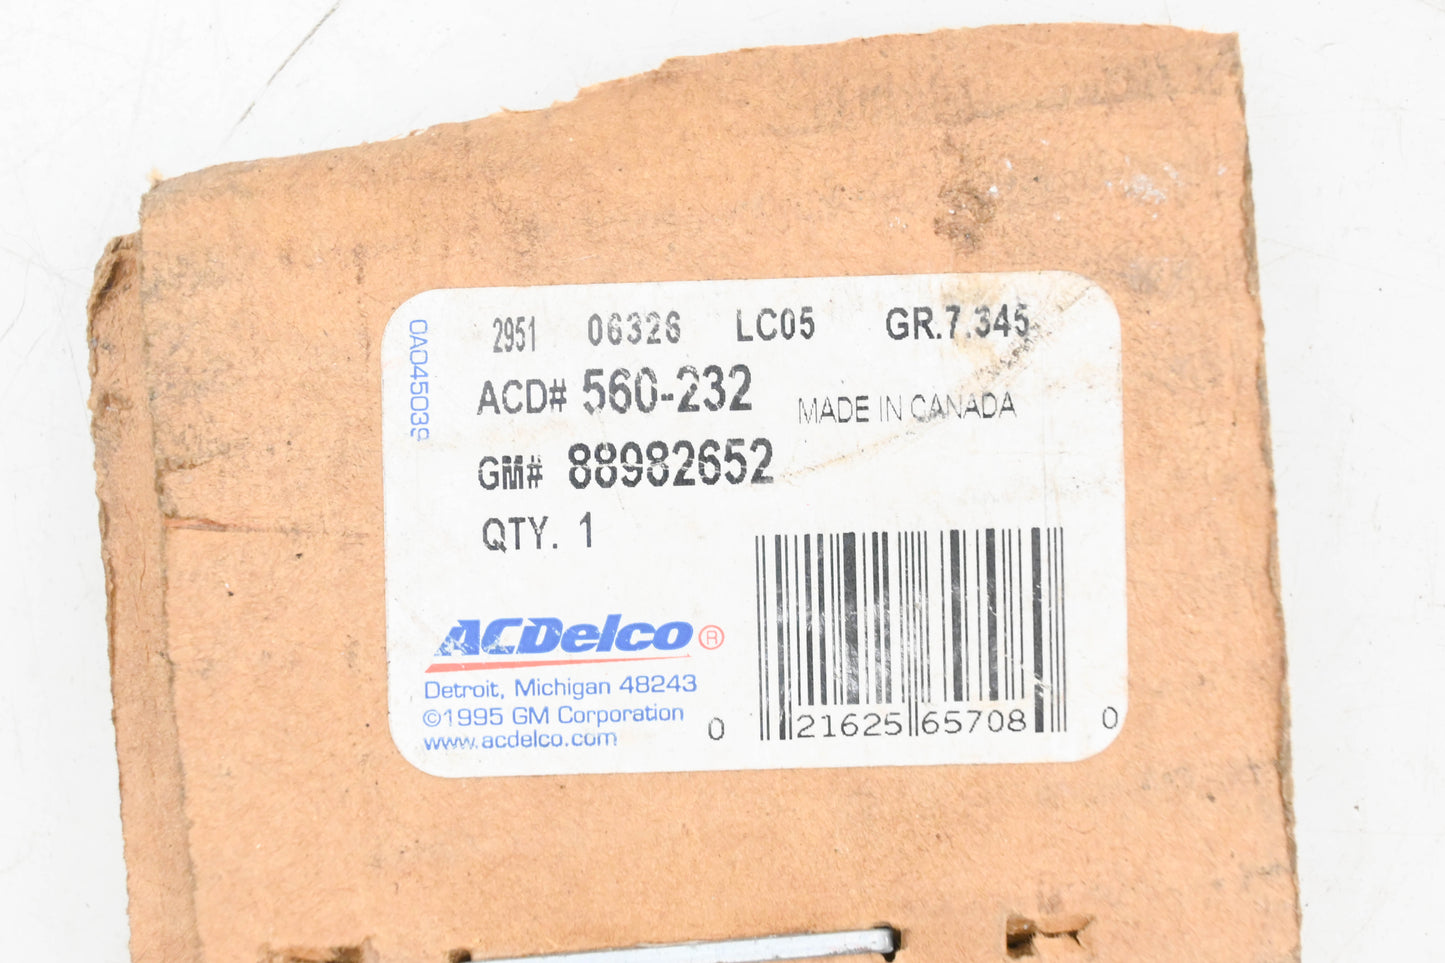 2951 06326 LC05 GR.7.345
ACD# 560-232 MADE IN CANADA
GM# 88982652
QTY. 1
ACDelco®
Detroit, Michigan 48243
©1995 GM Corporation
www.acdelco.com
0 21625 65708 0